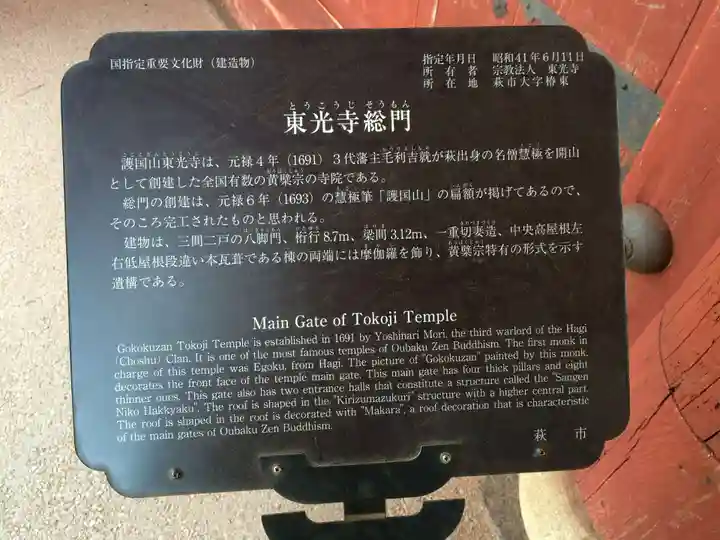 国指定重要文化財（建造物）
指定年月日　昭和41年6月11日
所有者　宗教法人　東光寺
所在地　萩市大字椿東
とうこうじ そうもん
東光寺総門
護国山東光寺は、元禄4年（1691）3代藩主毛利吉就が萩出身の名僧慧極を開山
として創建した全国有数の黄檗宗の寺院である。
総門の創建は、元禄6年（1693）の慧極筆「護国山」の扁額が掲げてあるので、
そのころ完工されたものと思われる。
建物は、三間二戸の八脚門、桁行8.7m、梁間3.12m、一重切妻造、中央高屋根左
右低屋根段違い本瓦葺である棟の両端には摩伽羅を飾り、黄檗宗特有の形式を示す
遺構である。
Main Gate of Tokoji Temple
Gokokuzan Tokoji Temple is established in 1691 by Yoshinari Mori, the third warlord of the Hagi
(Choshu) Clan. It is one of the most famous temples of Oubaku Zen Buddhism. The first monk in
charge of this temple was Egoku, from Hagi. The picture of "Gokokuzan" painted by this monk,
decorates the front face of the temple main gate. This main gate has four thick pillars and eight
thinner ours. This gate also has two entrance halls that constitute a structure called the "Sangen
Niko Hakkyaku". The roof is shaped in the "Kirizumazukuri" structure with a higher central part.
The roof is shaped in the roof is decorated with "Makara", a roof decoration that is characteristic
of the main gates of Oubaku Zen Buddhism.
萩市